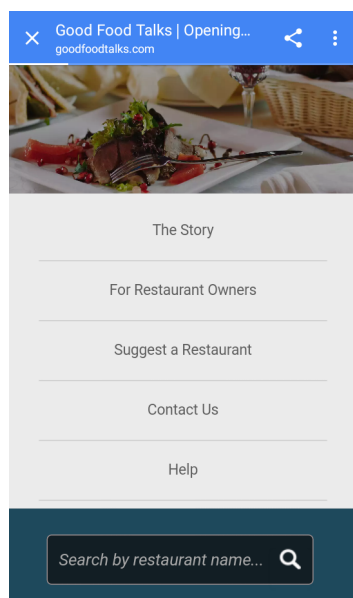 Good Food Talks | Opening...
goodfoodtalks.com
The Story
For Restaurant Owners
Suggest a Restaurant
Contact Us
Help
Search by restaurant name...